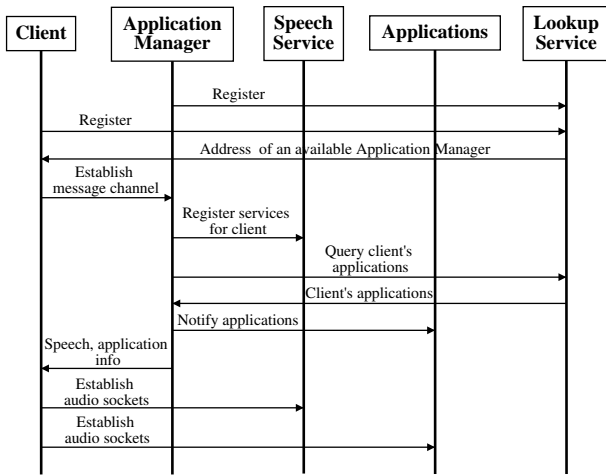 Client
Application
Manager
Speech
Service
Applications
Lookup
Service
Register
Register
Address of an available Application Manager
Establish
message channel
Register services
for client
Query client's
applications
Client's applications
Notify applications
Speech, application
info
Establish
audio sockets
Establish
audio sockets